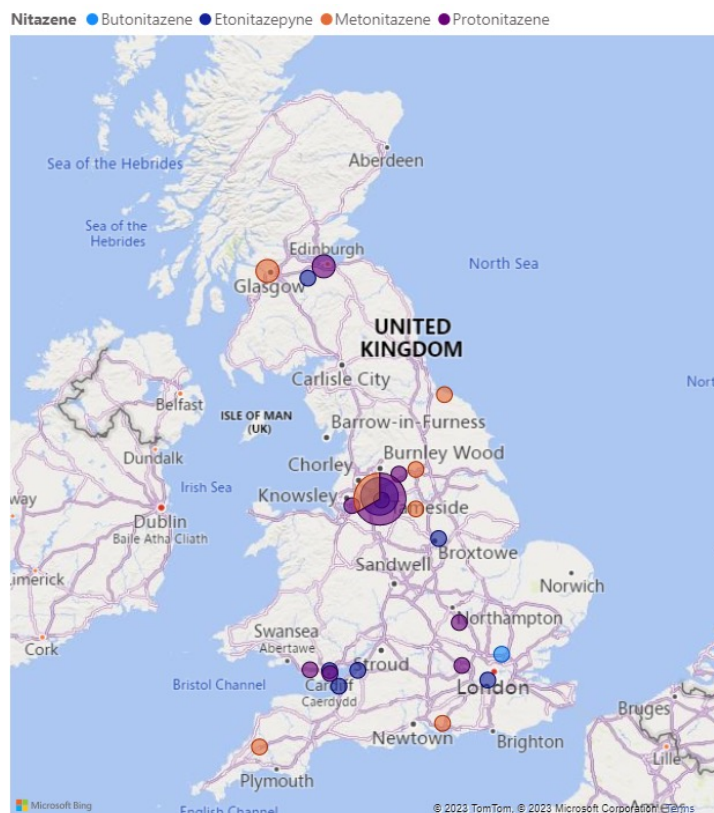 Nitazene Butonitazene Etonitazepyne Metonitazene Protonitazene
Aberdeen
Sea of the Hebrides
Sea of the
Hebrides
Edinburgh
North Sea
Glasgow
UNITED
KINGDOM
Carlisle City
Belfast
ISLE OF MAN
(UK)
Barrow-in-Furness
Nort
Dundalk
Chorley
Burnley Wood
Irish Sea
Knowsley
way
Tameside
Dublin
Baile Átha Cliath
Broxtowe
Limerick
Sandwell
Norwich
Northampton
Cork
Swansea
Abertawe
Stroud
Bristol Channel
Cardiff
Caerdydd
London
Bruges
Newtown
Brighton
Lille
Plymouth
Microsoft Bing
English Channel
© 2023 TomTom, © 2023 Microsoft Corporation Terms